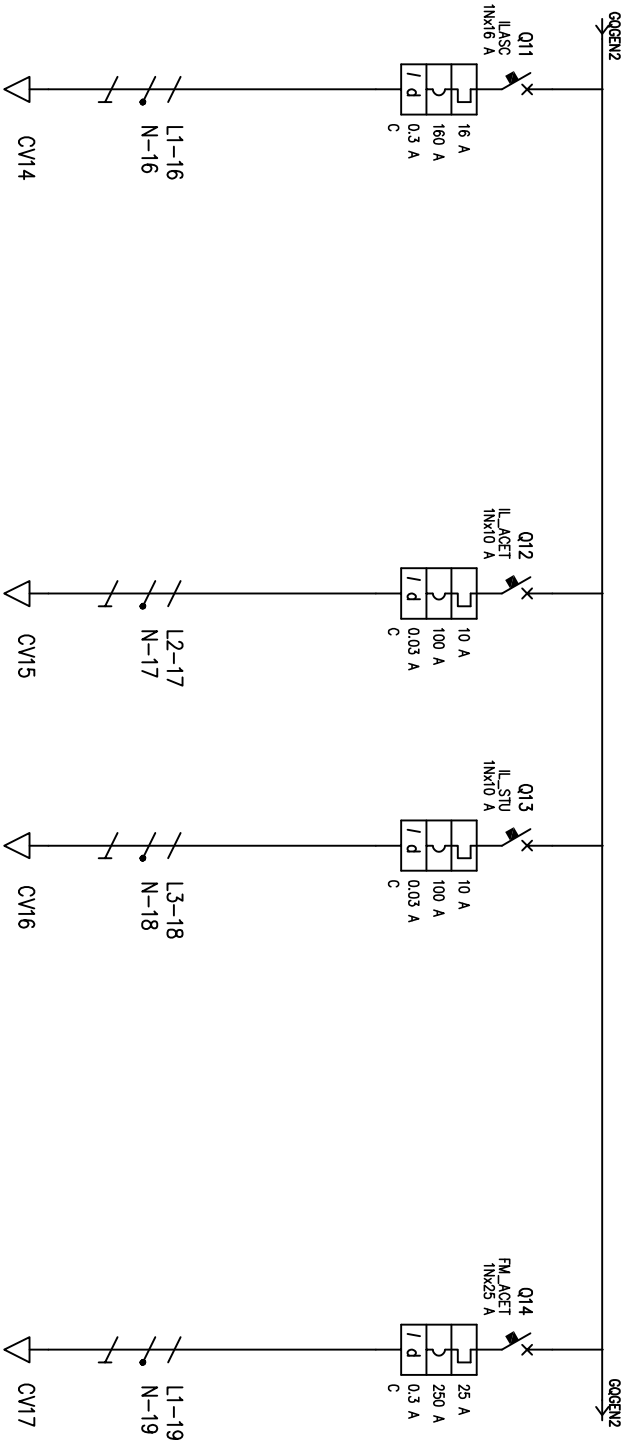 GQGEN2
GQGEN2
Q11
ILASC
1Nx16 A
16 A
160 A
0.3 A
C
I d
L1-16
N-16
CV14
Q12
IL_ACET
1Nx10 A
10 A
100 A
0.03 A
C
I d
L2-17
N-17
CV15
Q13
IL_STU
1Nx10 A
10 A
100 A
0.03 A
C
I d
L3-18
N-18
CV16
Q14
FM_ACET
1Nx25 A
25 A
250 A
0.3 A
C
I d
L1-19
N-19
CV17